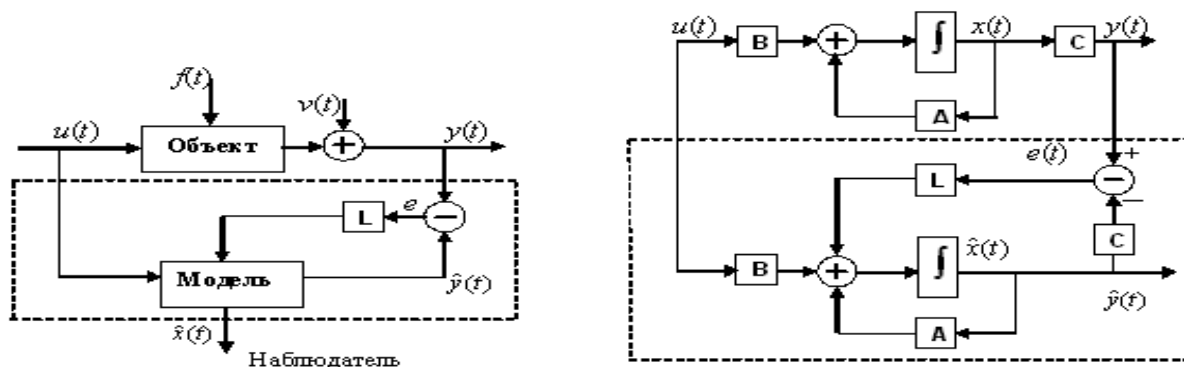 f(t)
v(t)
u(t)
Объект
+
y(t)
e
L
−
Модель
ŷ(t)
x̂(t)
Наблюдатель
u(t)
B
+
∫
x(t)
C
y(t)
A
e(t)
+
L
−
−
C
B
+
∫
x̂(t)
ŷ(t)
A